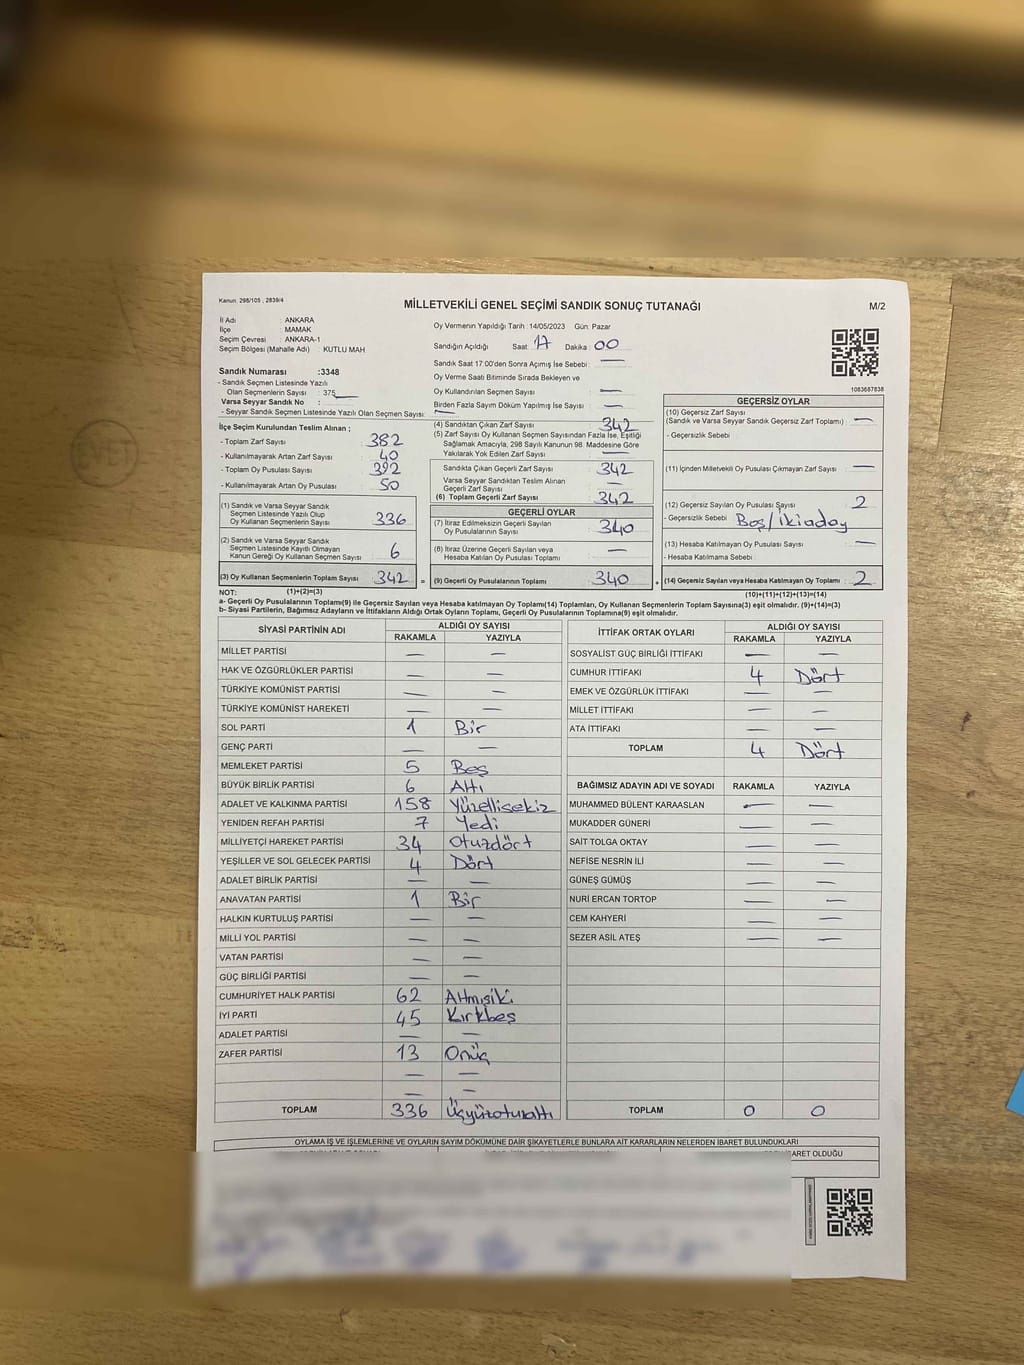 Kanun: 298/105 , 2839/4
MİLLETVEKİLİ GENEL SEÇİMİ SANDIK SONUÇ TUTANAĞI
M/2
İl Adı : ANKARA
İlçe : MAMAK
Seçim Çevresi : ANKARA-1
Seçim Bölgesi (Mahalle Adı) : KUTLU MAH
Sandık Numarası :3348
- Sandık Seçmen Listesinde Yazılı
Olan Seçmenlerin Sayısı : 375
Varsa Seyyar Sandık No :
- Seyyar Sandık Seçmen Listesinde Yazılı Olan Seçmen Sayısı: —
Oy Vermenin Yapıldığı Tarih :14/05/2023 Gün: Pazar
Sandığın Açıldığı Saat: 17 Dakika : 00
Sandık Saat 17:00'den Sonra Açımış İse Sebebi : —
Oy Verme Saati Bitiminde Sırada Bekleyen ve
Oy Kullandırılan Seçmen Sayısı : —
Birden Fazla Sayım Döküm Yapılmış İse Sayısı : —
1083687838
İlçe Seçim Kurulundan Teslim Alınan ;
- Toplam Zarf Sayısı : 382
- Kullanılmayarak Artan Zarf Sayısı : 40
- Toplam Oy Pusulası Sayısı : 392
- Kullanılmayarak Artan Oy Pusulası : 50
(1) Sandık ve Varsa Seyyar Sandık
Seçmen Listesinde Yazılı Olup
Oy Kullanan Seçmenlerin Sayısı : 336
(2) Sandık ve Varsa Seyyar Sandık
Seçmen Listesinde Kayıtlı Olmayan
Kanun Gereği Oy Kullanan Seçmen Sayısı : 6
(3) Oy Kullanan Seçmenlerin Toplam Sayısı : 342 =
(4) Sandıktan Çıkan Zarf Sayısı : 342
(5) Zarf Sayısı Oy Kullanan Seçmen Sayısından Fazla İse, Eşitliği
Sağlamak Amacıyla, 298 Sayılı Kanunun 98. Maddesine Göre
Yakılarak Yok Edilen Zarf Sayısı : —
Sandıkta Çıkan Geçerli Zarf Sayısı : 342
Varsa Seyyar Sandıktan Teslim Alınan
Geçerli Zarf Sayısı : —
(6) Toplam Geçerli Zarf Sayısı : 342
GEÇERLİ OYLAR
(7) İtiraz Edilmeksizin Geçerli Sayılan
Oy Pusulalarının Sayısı : 340
(8) İtiraz Üzerine Geçerli Sayılan veya
Hesaba Katılan Oy Pusulası Toplamı : —
(9) Geçerli Oy Pusulalarının Toplamı : 340 +
GEÇERSİZ OYLAR
(10) Geçersiz Zarf Sayısı
(Sandık ve Varsa Seyyar Sandık Geçersiz Zarf Toplamı) : —
- Geçersizlik Sebebi :
(11) İçinden Milletvekili Oy Pusulası Çıkmayan Zarf Sayısı : —
(12) Geçersiz Sayılan Oy Pusulası Sayısı : 2
- Geçersizlik Sebebi : Boş/İkiaday
(13) Hesaba Katılmayan Oy Pusulası Sayısı : —
- Hesaba Katılmama Sebebi :
(14) Geçersiz Sayılan veya Hesaba Katılmayan Oy Toplamı : 2
NOT: (1)+(2)=(3) (10)+(11)+(12)+(13)=(14)
a- Geçerli Oy Pusulalarının Toplamı(9) ile Geçersiz Sayılan veya Hesaba katılmayan Oy Toplamı(14) Toplamları, Oy Kullanan Seçmenlerin Toplam Sayısına(3) eşit olmalıdır. (9)+(14)=(3)
b- Siyasi Partilerin, Bağımsız Adayların ve İttifakların Aldığı Ortak Oyların Toplamı, Geçerli Oy Pusulalarının Toplamına(9) eşit olmalıdır.
SİYASİ PARTİNİN ADI ALDIĞI OY SAYISI
RAKAMLA YAZIYLA
MİLLET PARTİSİ — —
HAK VE ÖZGÜRLÜKLER PARTİSİ — —
TÜRKİYE KOMÜNİST PARTİSİ — —
TÜRKİYE KOMÜNİST HAREKETİ — —
SOL PARTİ 1 Bir
GENÇ PARTİ — —
MEMLEKET PARTİSİ 5 Beş
BÜYÜK BİRLİK PARTİSİ 6 Altı
ADALET VE KALKINMA PARTİSİ 158 Yüzellisekiz
YENİDEN REFAH PARTİSİ 7 Yedi
MİLLİYETÇİ HAREKET PARTİSİ 34 Otuzdört
YEŞİLLER VE SOL GELECEK PARTİSİ 4 Dört
ADALET BİRLİK PARTİSİ — —
ANAVATAN PARTİSİ 1 Bir
HALKIN KURTULUŞ PARTİSİ — —
MİLLİ YOL PARTİSİ — —
VATAN PARTİSİ — —
GÜÇ BİRLİĞİ PARTİSİ — —
CUMHURİYET HALK PARTİSİ 62 Altmışiki
İYİ PARTİ 45 Kırkbeş
ADALET PARTİSİ — —
ZAFER PARTİSİ 13 Onüç
— —
— —
TOPLAM 336 Üçyüzotuzaltı
İTTİFAK ORTAK OYLARI ALDIĞI OY SAYISI
RAKAMLA YAZIYLA
SOSYALİST GÜÇ BİRLİĞİ İTTİFAKI — —
CUMHUR İTTİFAKI 4 Dört
EMEK VE ÖZGÜRLÜK İTTİFAKI — —
MİLLET İTTİFAKI — —
ATA İTTİFAKI — —
TOPLAM 4 Dört
BAĞIMSIZ ADAYIN ADI VE SOYADI RAKAMLA YAZIYLA
MUHAMMED BÜLENT KARAASLAN — —
MUKADDER GÜNERİ — —
SAİT TOLGA OKTAY — —
NEFİSE NESRİN İLİ — —
GÜNEŞ GÜMÜŞ — —
NURİ ERCAN TORTOP — —
CEM KAHYERİ — —
SEZER ASİL ATEŞ — —
TOPLAM 0 0
OYLAMA İŞ VE İŞLEMLERİNE VE OYLARIN SAYIM DÖKÜMÜNE DAİR ŞİKAYETLERLE BUNLARA AİT KARARLARIN NELERDEN İBARET BULUNDUKLARI
İBARET OLDUĞU